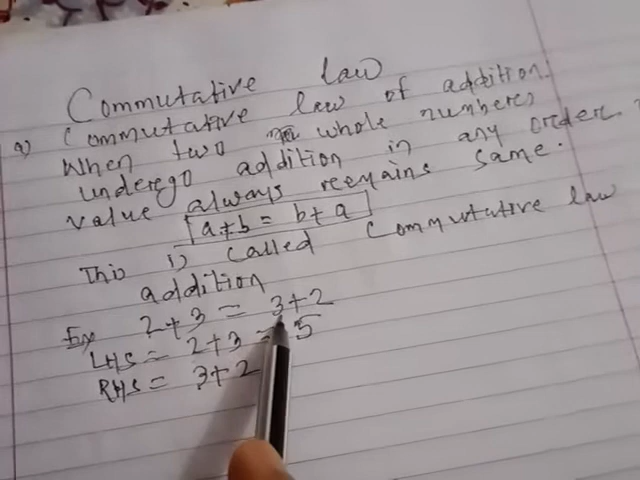 Commutative law
a) Commutative law of addition.
When two whole numbers
undergo addition in any order
value always remains same.
a+b = b+a
This is called Commutative law
addition
Ex 2+3 = 3+2
LHS = 2+3 = 5
RHS = 3+2